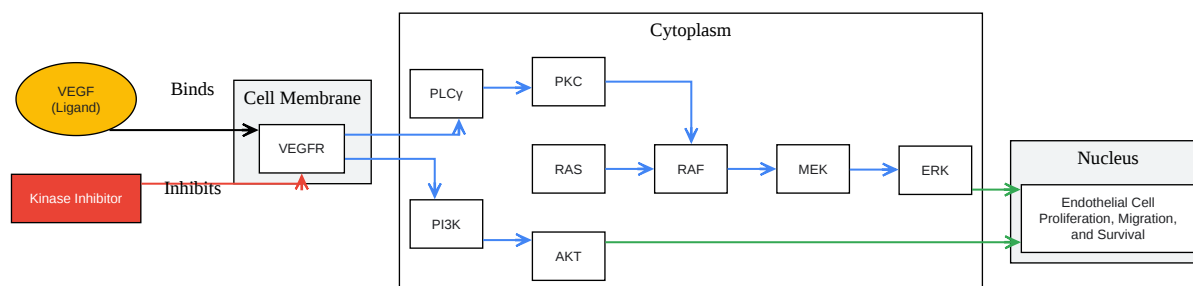 Cytoplasm
VEGF
(Ligand)
Binds
Cell Membrane
VEGFR
Kinase Inhibitor
Inhibits
PLCγ
PKC
RAS
RAF
MEK
ERK
PI3K
AKT
Nucleus
Endothelial Cell
Proliferation, Migration,
and Survival